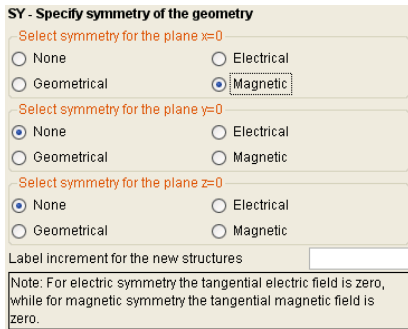 SY - Specify symmetry of the geometry
Select symmetry for the plane x=0
None Electrical
Geometrical Magnetic
Select symmetry for the plane y=0
None Electrical
Geometrical Magnetic
Select symmetry for the plane z=0
None Electrical
Geometrical Magnetic
Label increment for the new structures
Note: For electric symmetry the tangential electric field is zero,
while for magnetic symmetry the tangential magnetic field is
zero.